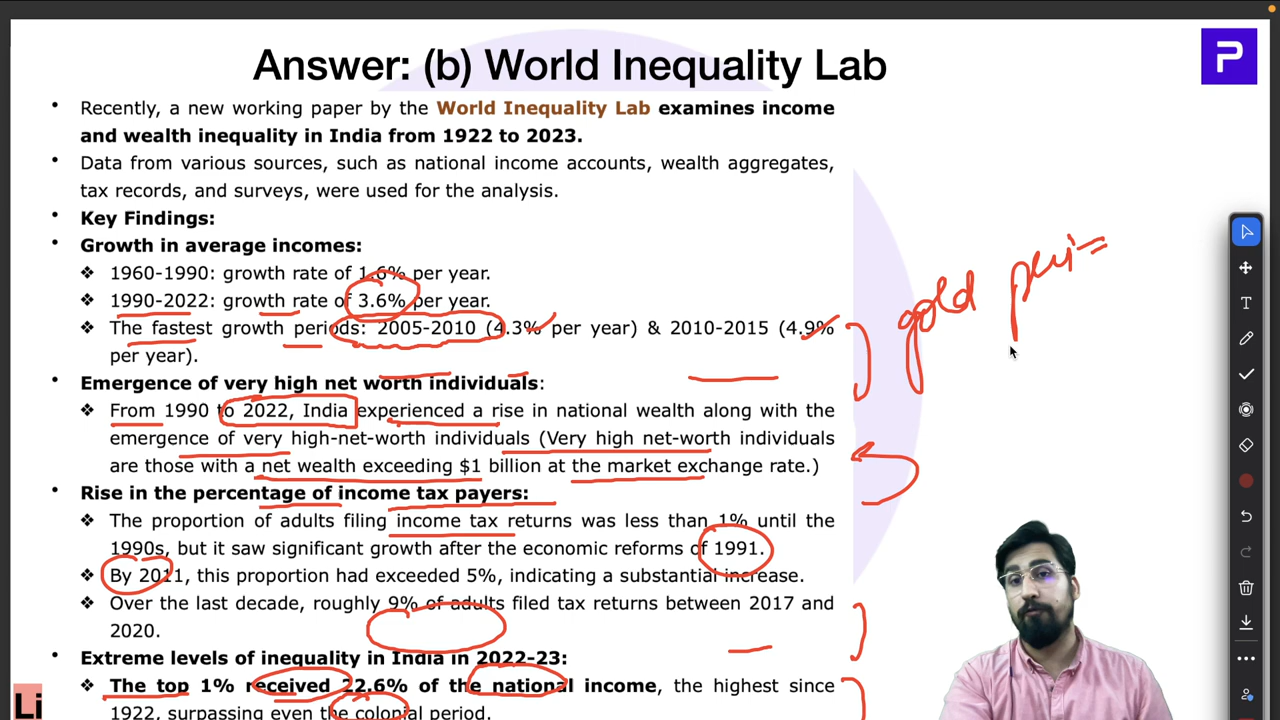 Answer: (b) World Inequality Lab
P
• Recently, a new working paper by the World Inequality Lab examines income
and wealth inequality in India from 1922 to 2023.
• Data from various sources, such as national income accounts, wealth aggregates,
tax records, and surveys, were used for the analysis.
• Key Findings:
• Growth in average incomes:
❖ 1960-1990: growth rate of 1.6% per year.
❖ 1990-2022: growth rate of 3.6% per year.
❖ The fastest growth periods: 2005-2010 (4.3% per year) & 2010-2015 (4.9%
per year).
gold peri
• Emergence of very high net worth individuals:
❖ From 1990 to 2022, India experienced a rise in national wealth along with the
emergence of very high-net-worth individuals (Very high net-worth individuals
are those with a net wealth exceeding $1 billion at the market exchange rate.)
• Rise in the percentage of income tax payers:
❖ The proportion of adults filing income tax returns was less than 1% until the
1990s, but it saw significant growth after the economic reforms of 1991.
❖ By 2011, this proportion had exceeded 5%, indicating a substantial increase.
❖ Over the last decade, roughly 9% of adults filed tax returns between 2017 and
2020.
• Extreme levels of inequality in India in 2022-23:
❖ The top 1% received 22.6% of the national income, the highest since
1922, surpassing even the colonial period.
Li
T